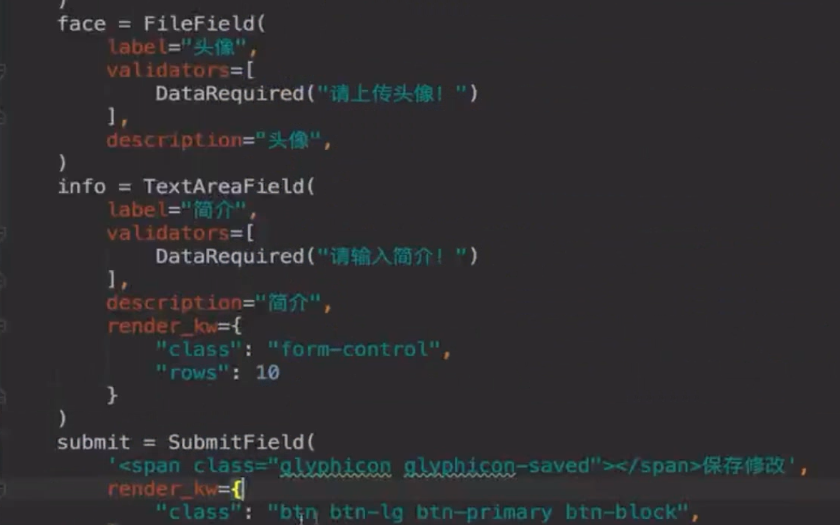 )
face = FileField(
label="头像",
validators=[
DataRequired("请上传头像！")
],
description="头像",
)
info = TextAreaField(
label="简介",
validators=[
DataRequired("请输入简介！")
],
description="简介",
render_kw={
"class": "form-control",
"rows": 10
}
)
submit = SubmitField(
'<span class="glyphicon glyphicon-saved"></span>保存修改',
render_kw={
"class": "btn btn-lg btn-primary btn-block",